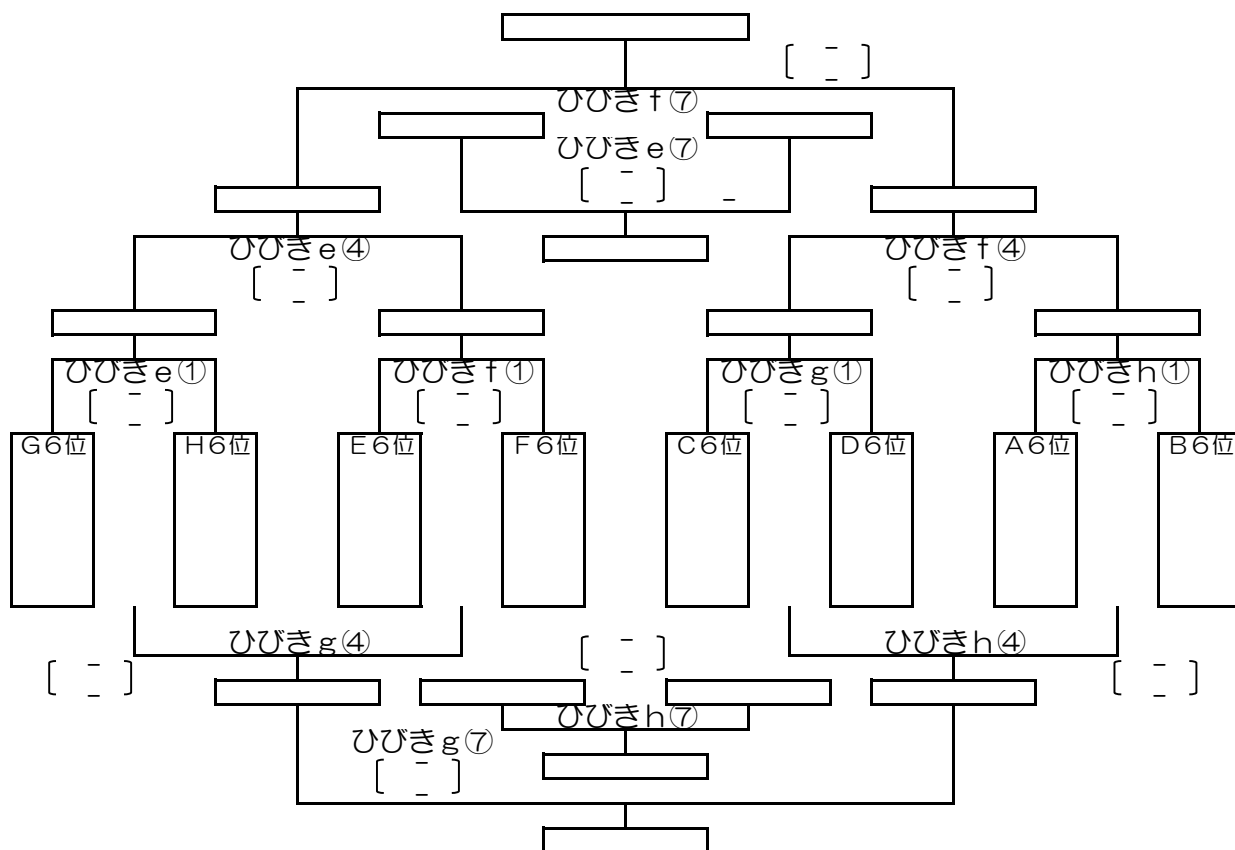 [ - - ]
ひびきｆ⑦
ひびきｅ⑦
[ - - ] -
ひびきｅ④ ひびきｆ④
[ - - ] [ - - ]
ひびきｅ① ひびきｆ① ひびきｇ① ひびきｈ①
[ - - ] [ - - ] [ - - ] [ - - ]
Ｇ６位 Ｈ６位 Ｅ６位 Ｆ６位 Ｃ６位 Ｄ６位 Ａ６位 Ｂ６位
ひびきｇ④ [ - - ] ひびきｈ④
[ - - ] [ - - ]
ひびきｈ⑦
ひびきｇ⑦
[ - - ]